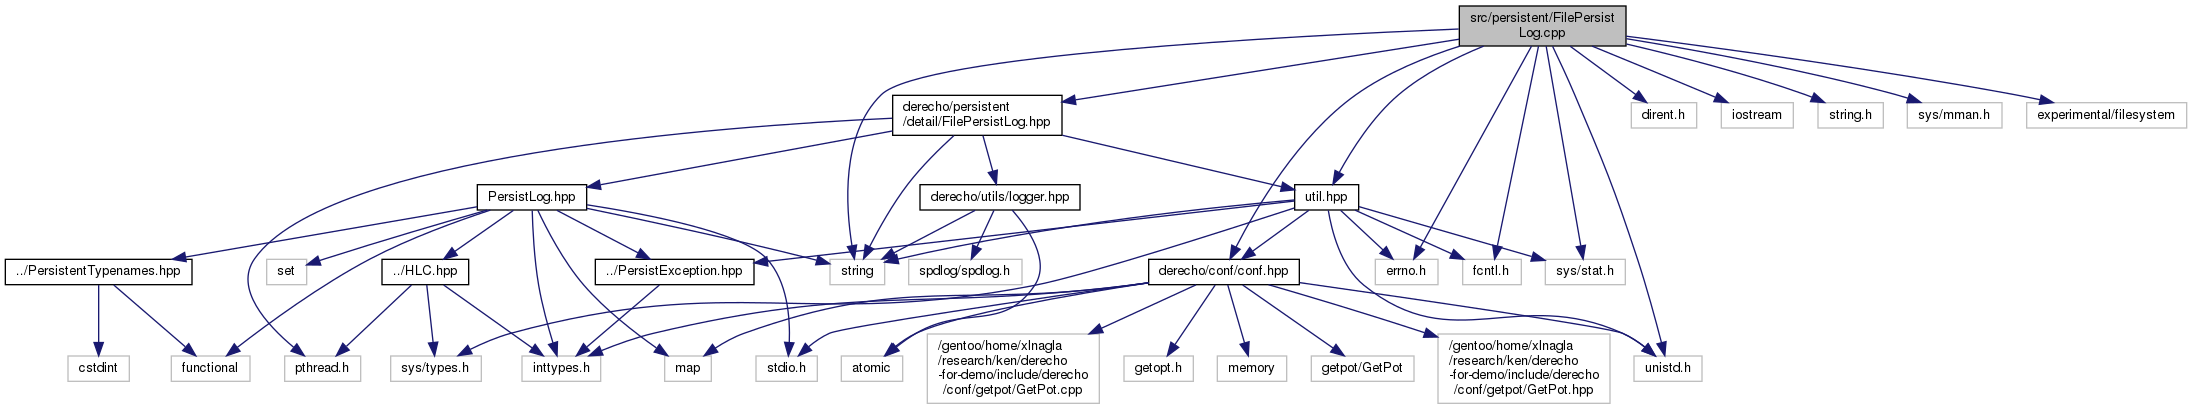 src/persistent/FilePersist
Log.cpp
derecho/persistent
/detail/FilePersistLog.hpp
dirent.h
iostream
string.h
sys/mman.h
experimental/filesystem
PersistLog.hpp
derecho/utils/logger.hpp
util.hpp
../PersistentTypenames.hpp
set
../HLC.hpp
../PersistException.hpp
string
spdlog/spdlog.h
derecho/conf/conf.hpp
errno.h
fcntl.h
sys/stat.h
cstdint
functional
pthread.h
sys/types.h
inttypes.h
map
stdio.h
atomic
/gentoo/home/xlnagla
/research/ken/derecho
-for-demo/include/derecho
/conf/getpot/GetPot.cpp
getopt.h
memory
getpot/GetPot
/gentoo/home/xlnagla
/research/ken/derecho
-for-demo/include/derecho
/conf/getpot/GetPot.hpp
unistd.h